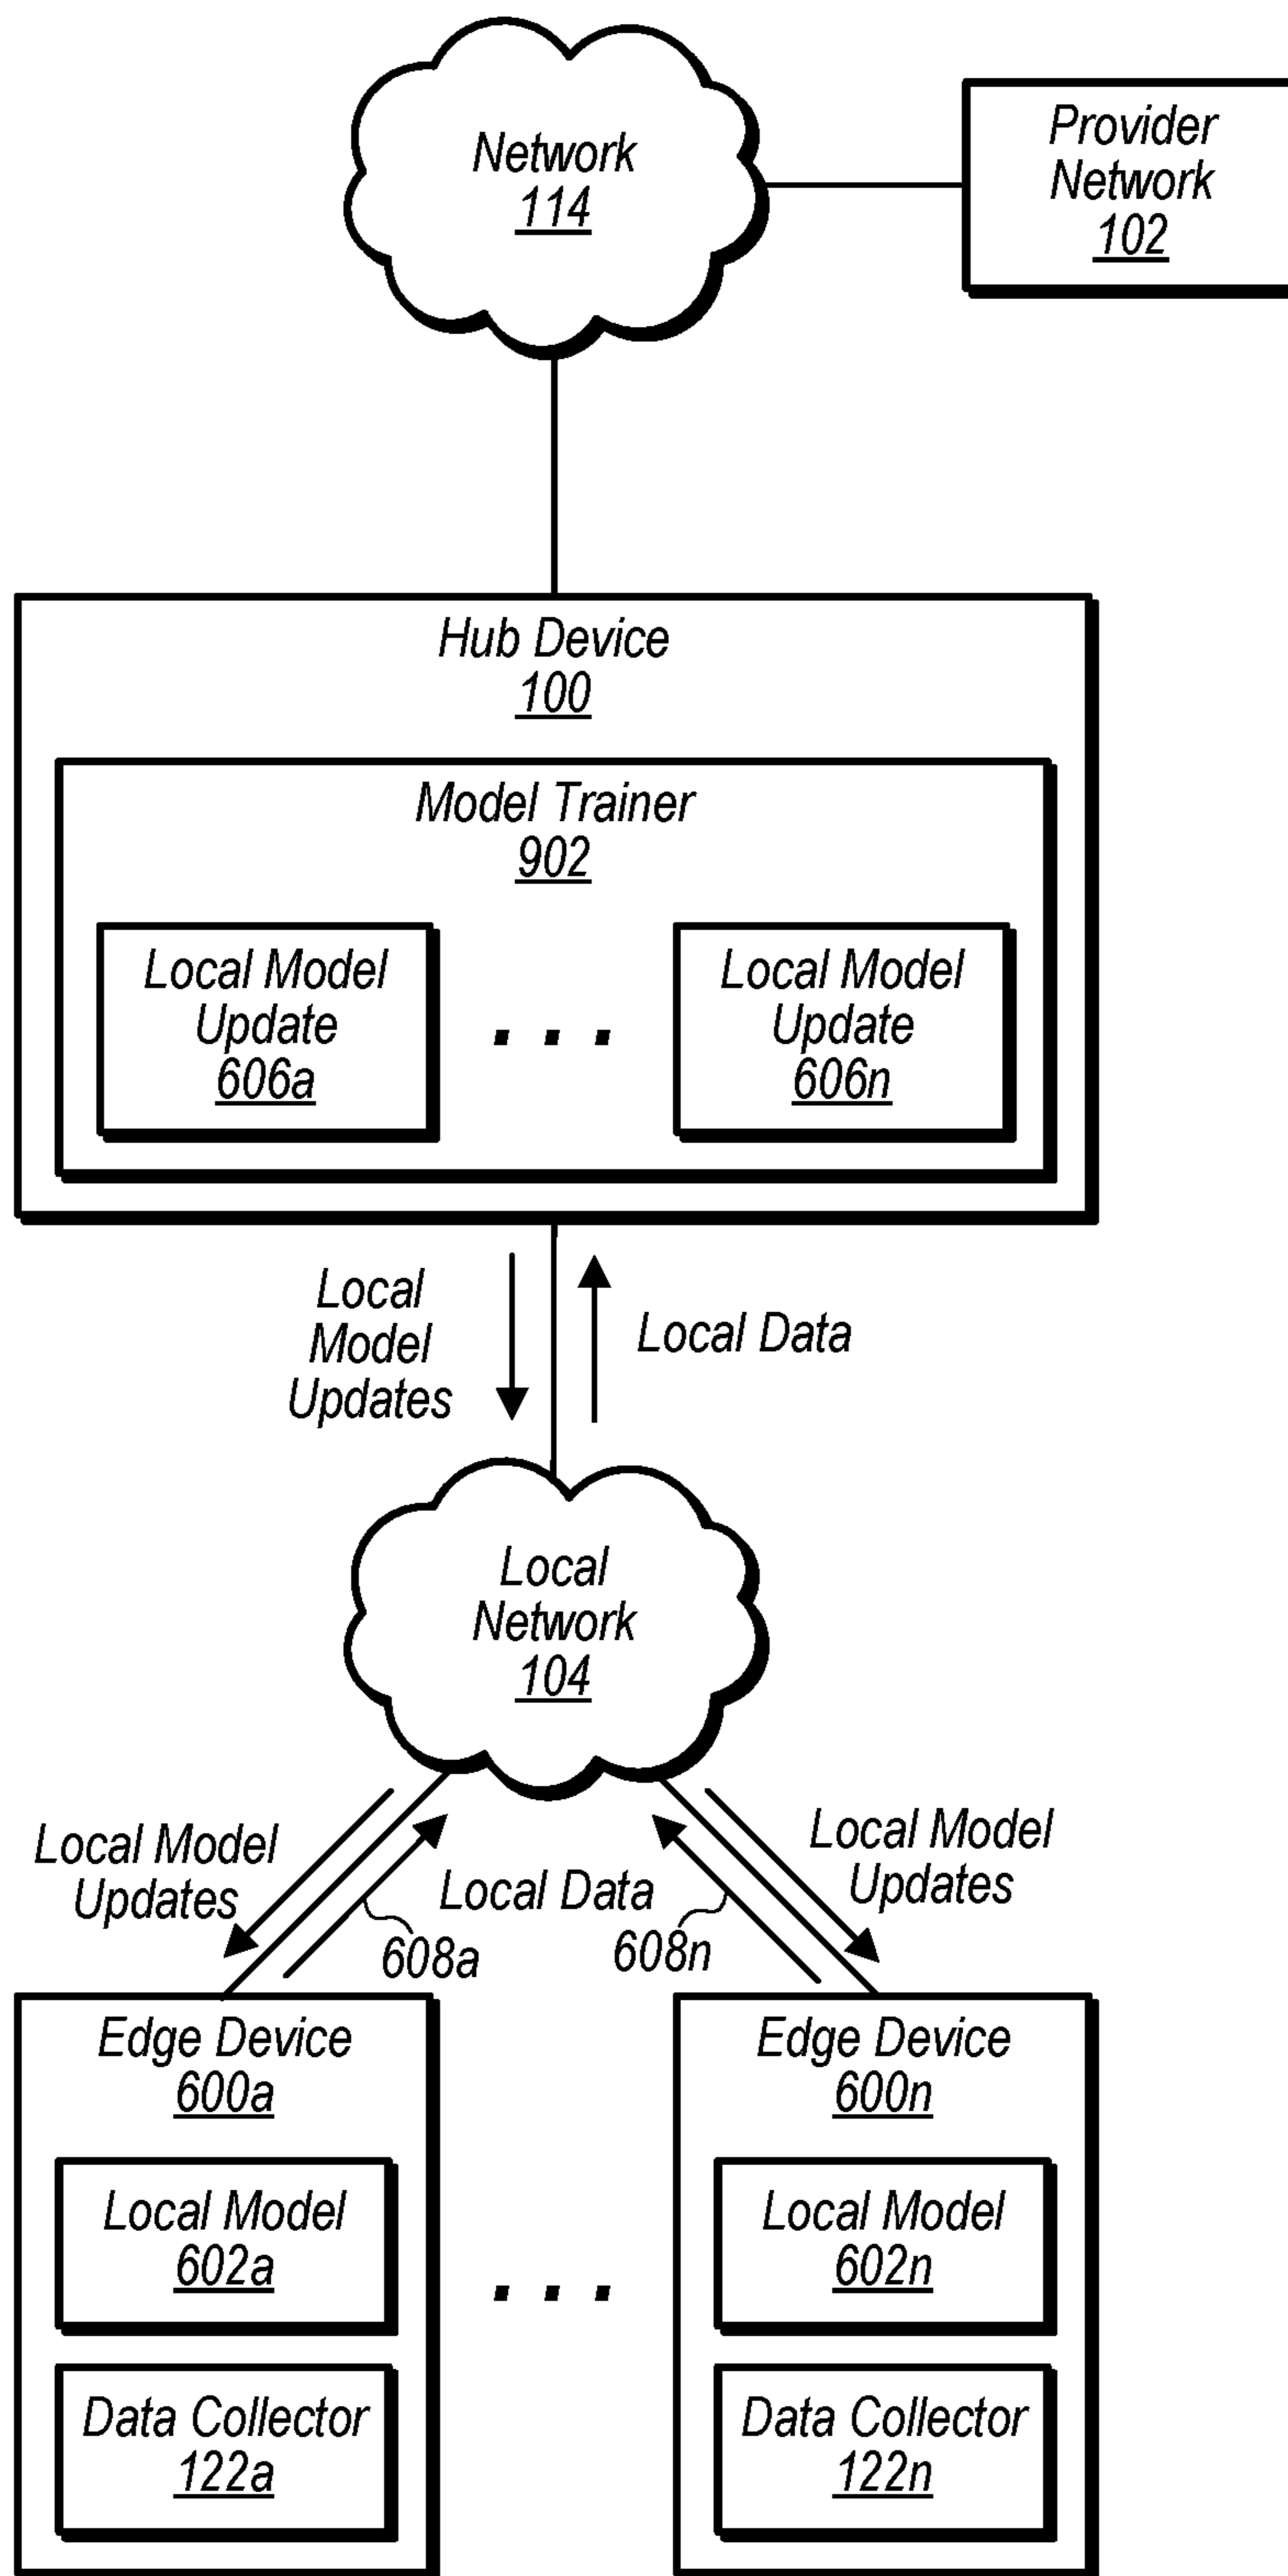 Network
114
Provider
Network
102
Hub Device
100
Model Trainer
902
Local Model
Update
606a
. . .
Local Model
Update
606n
Local
Model
Updates
Local Data
Local
Network
104
Local Model
Updates
Local Data
608a
608n
Local Model
Updates
Edge Device
600a
Local Model
602a
Data Collector
122a
. . .
Edge Device
600n
Local Model
602n
Data Collector
122n